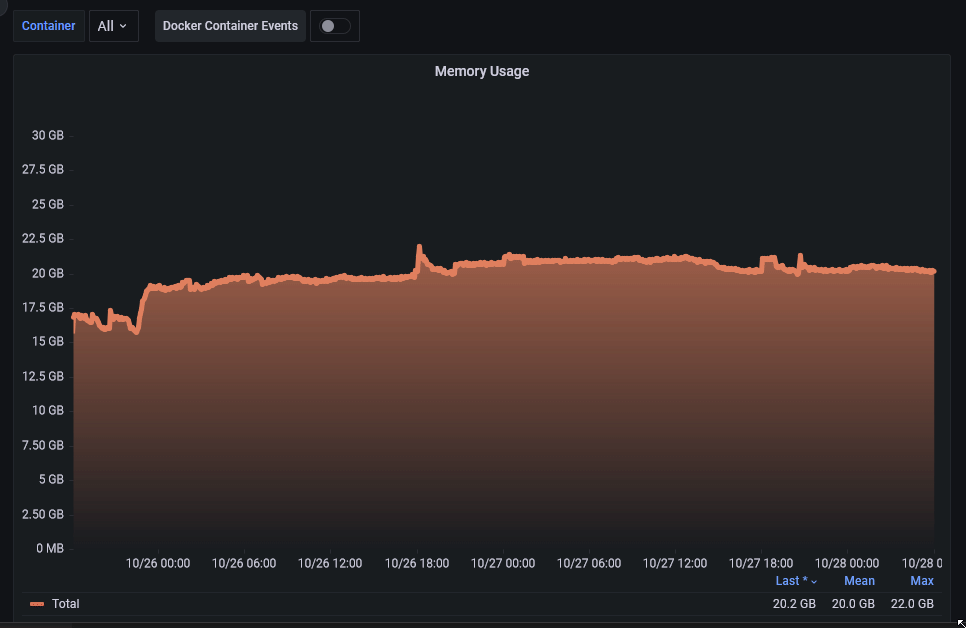 Container All Docker Container Events
Memory Usage
30 GB
27.5 GB
25 GB
22.5 GB
20 GB
17.5 GB
15 GB
12.5 GB
10 GB
7.50 GB
5 GB
2.50 GB
0 MB
10/26 00:00 10/26 06:00 10/26 12:00 10/26 18:00 10/27 00:00 10/27 06:00 10/27 12:00 10/27 18:00 10/28 00:00 10/28 0
Last * Mean Max
Total 20.2 GB 20.0 GB 22.0 GB